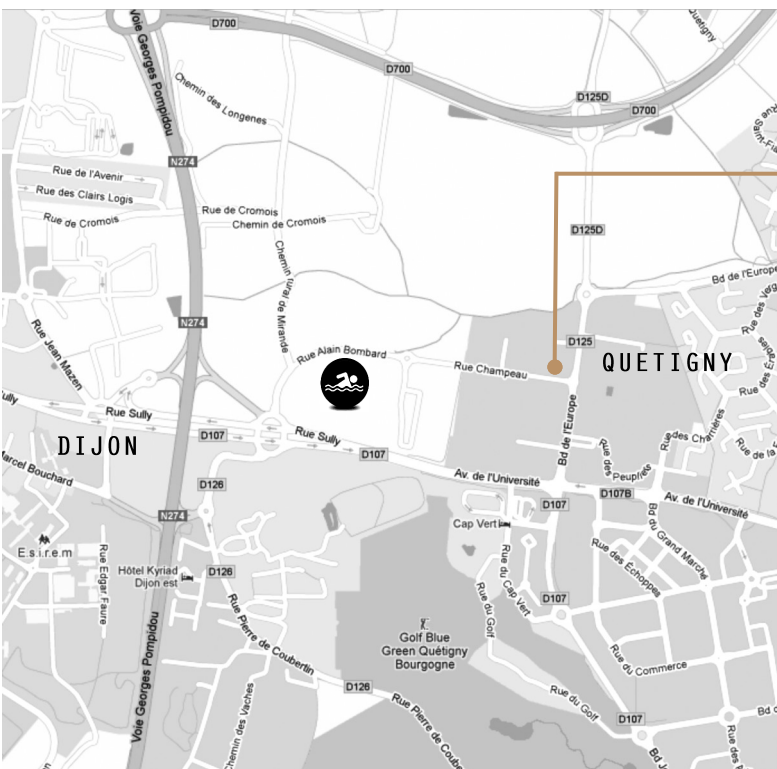 D700
Quetigny
Voie Georges Pompidou
D700
Chemin des Longenes
D125D
D700
N274
Rue de l'Avenir
Rue des Clairs Logis
Rue de Cromois
Rue de Cromois
Chemin de Cromois
D125D
Chemin rural de Mirande
Bd de l'Europe
N274
D125
Rue Jean Mazen
Rue Alain Bombard
Rue Champeau
QUETIGNY
Rue Sully
Rue Sully
D107
D107
Bd de l'Europe
Rue des Charrières
DIJON
Marcel Bouchard
D126
Av. de l'Université
Rue des Peupliers
D107B
Av. de l'Université
D107
N274
Cap Vert
Bd du Grand Marché
E.s.i.r.e.m
Rue Edgar Faure
Hôtel Kyriad
Dijon est
D126
Rue du Cap Vert
Rue des Échoppes
Rue du Golf
D107
Rue Pierre de Coubertin
Golf Blue
Green Quétigny
Bourgogne
Rue du Commerce
Voie Georges Pompidou
D126
Rue du Golf
D107
Chemin des Vaches
Rue Pierre de Coube
Rue des